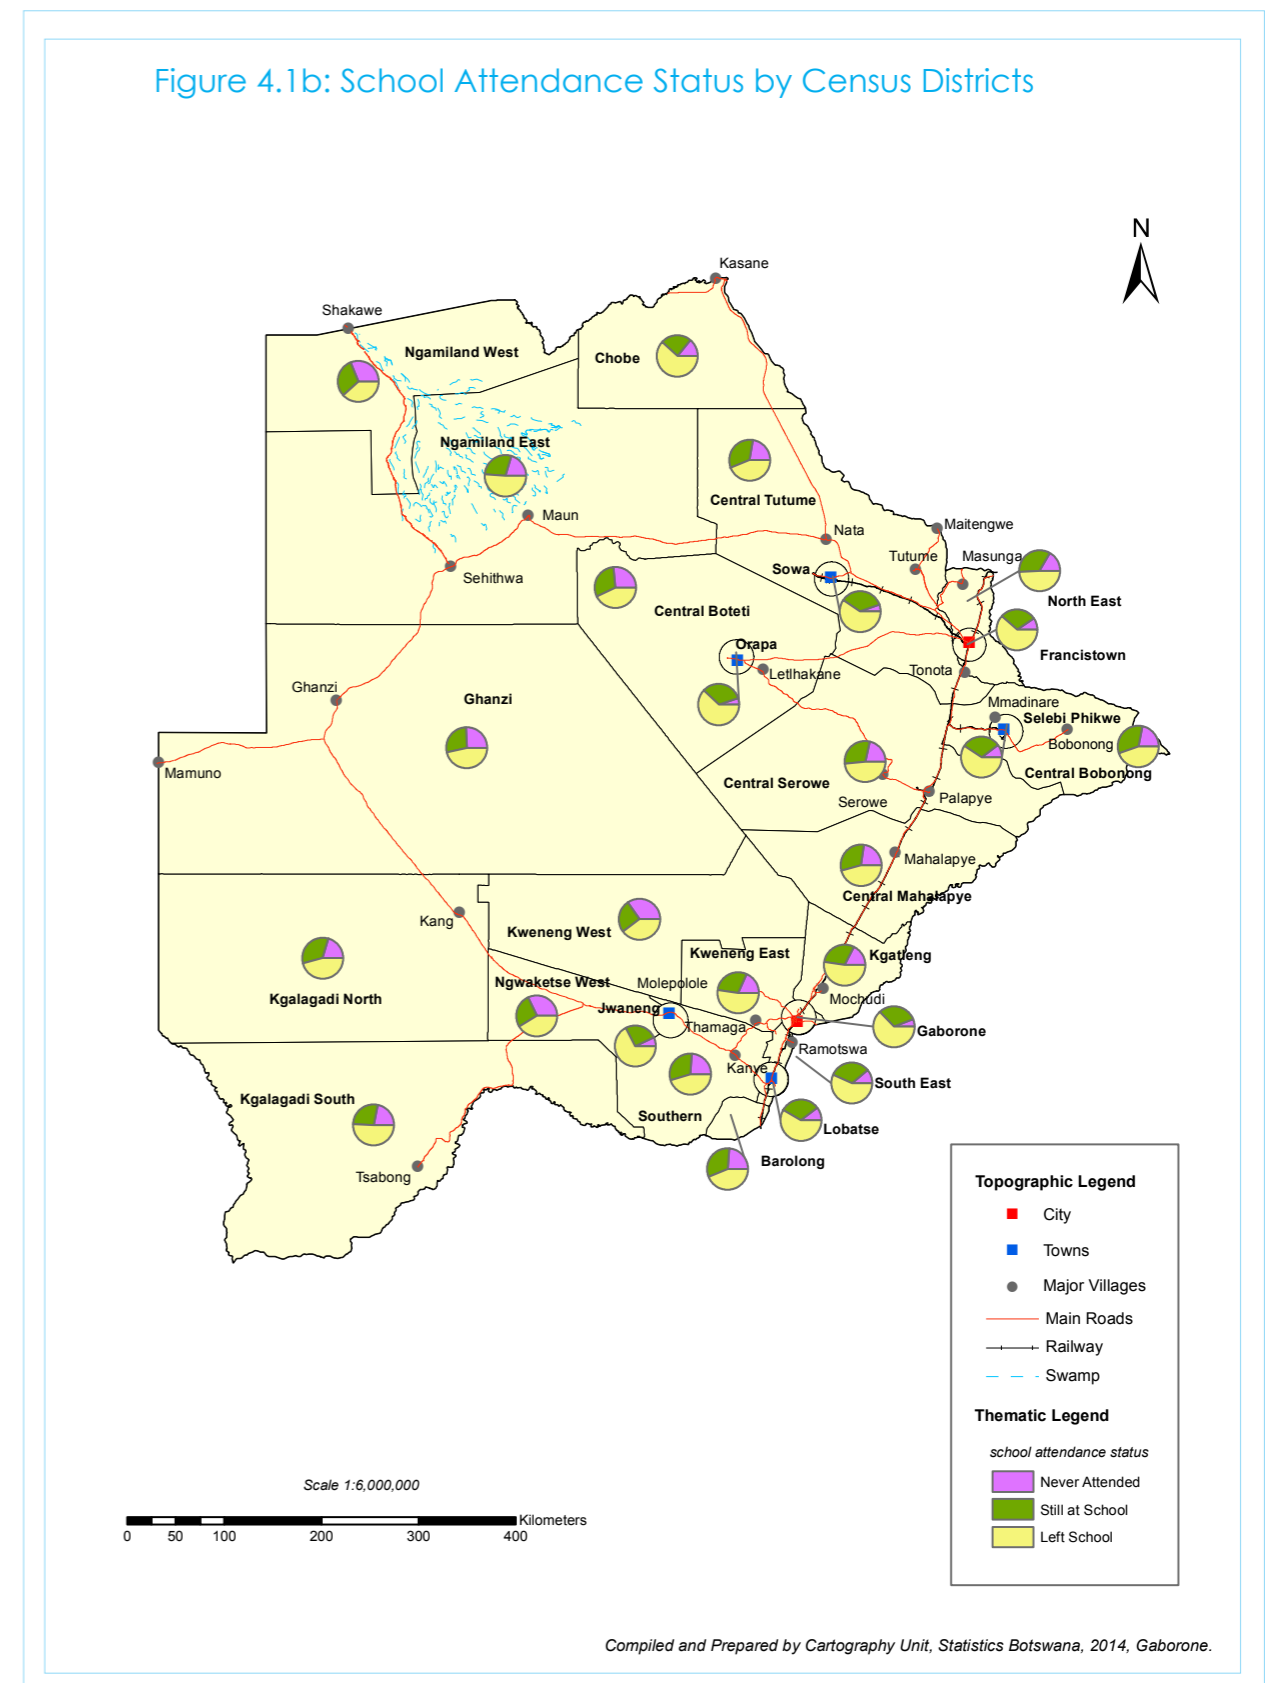 Figure 4.1b: School Attendance Status by Census Districts
N
Kasane
Shakawe
Ngamiland West
Chobe
Ngamiland East
Central Tutume
Maun
Nata
Maitengwe
Tutume
Masunga
Sehithwa
Sowa
North East
Central Boteti
Francistown
Orapa
Letlhakane
Tonota
Ghanzi
Ghanzi
Mmadinare
Selebi Phikwe
Bobonong
Mamuno
Central Serowe
Central Bobonong
Serowe
Palapye
Mahalapye
Central Mahalapye
Kang
Kweneng West
Kweneng East
Kgatleng
Kgalagadi North
Ngwaketse West
Molepolole
Mochudi
Jwaneng
Thamaga
Gaborone
Ramotswa
Kanye
South East
Kgalagadi South
Southern
Lobatse
Barolong
Tsabong
Topographic Legend
City
Towns
Major Villages
Main Roads
Railway
Swamp
Thematic Legend
school attendance status
Never Attended
Still at School
Left School
Scale 1:6,000,000
Kilometers
0 50 100 200 300 400
Compiled and Prepared by Cartography Unit, Statistics Botswana, 2014, Gaborone.